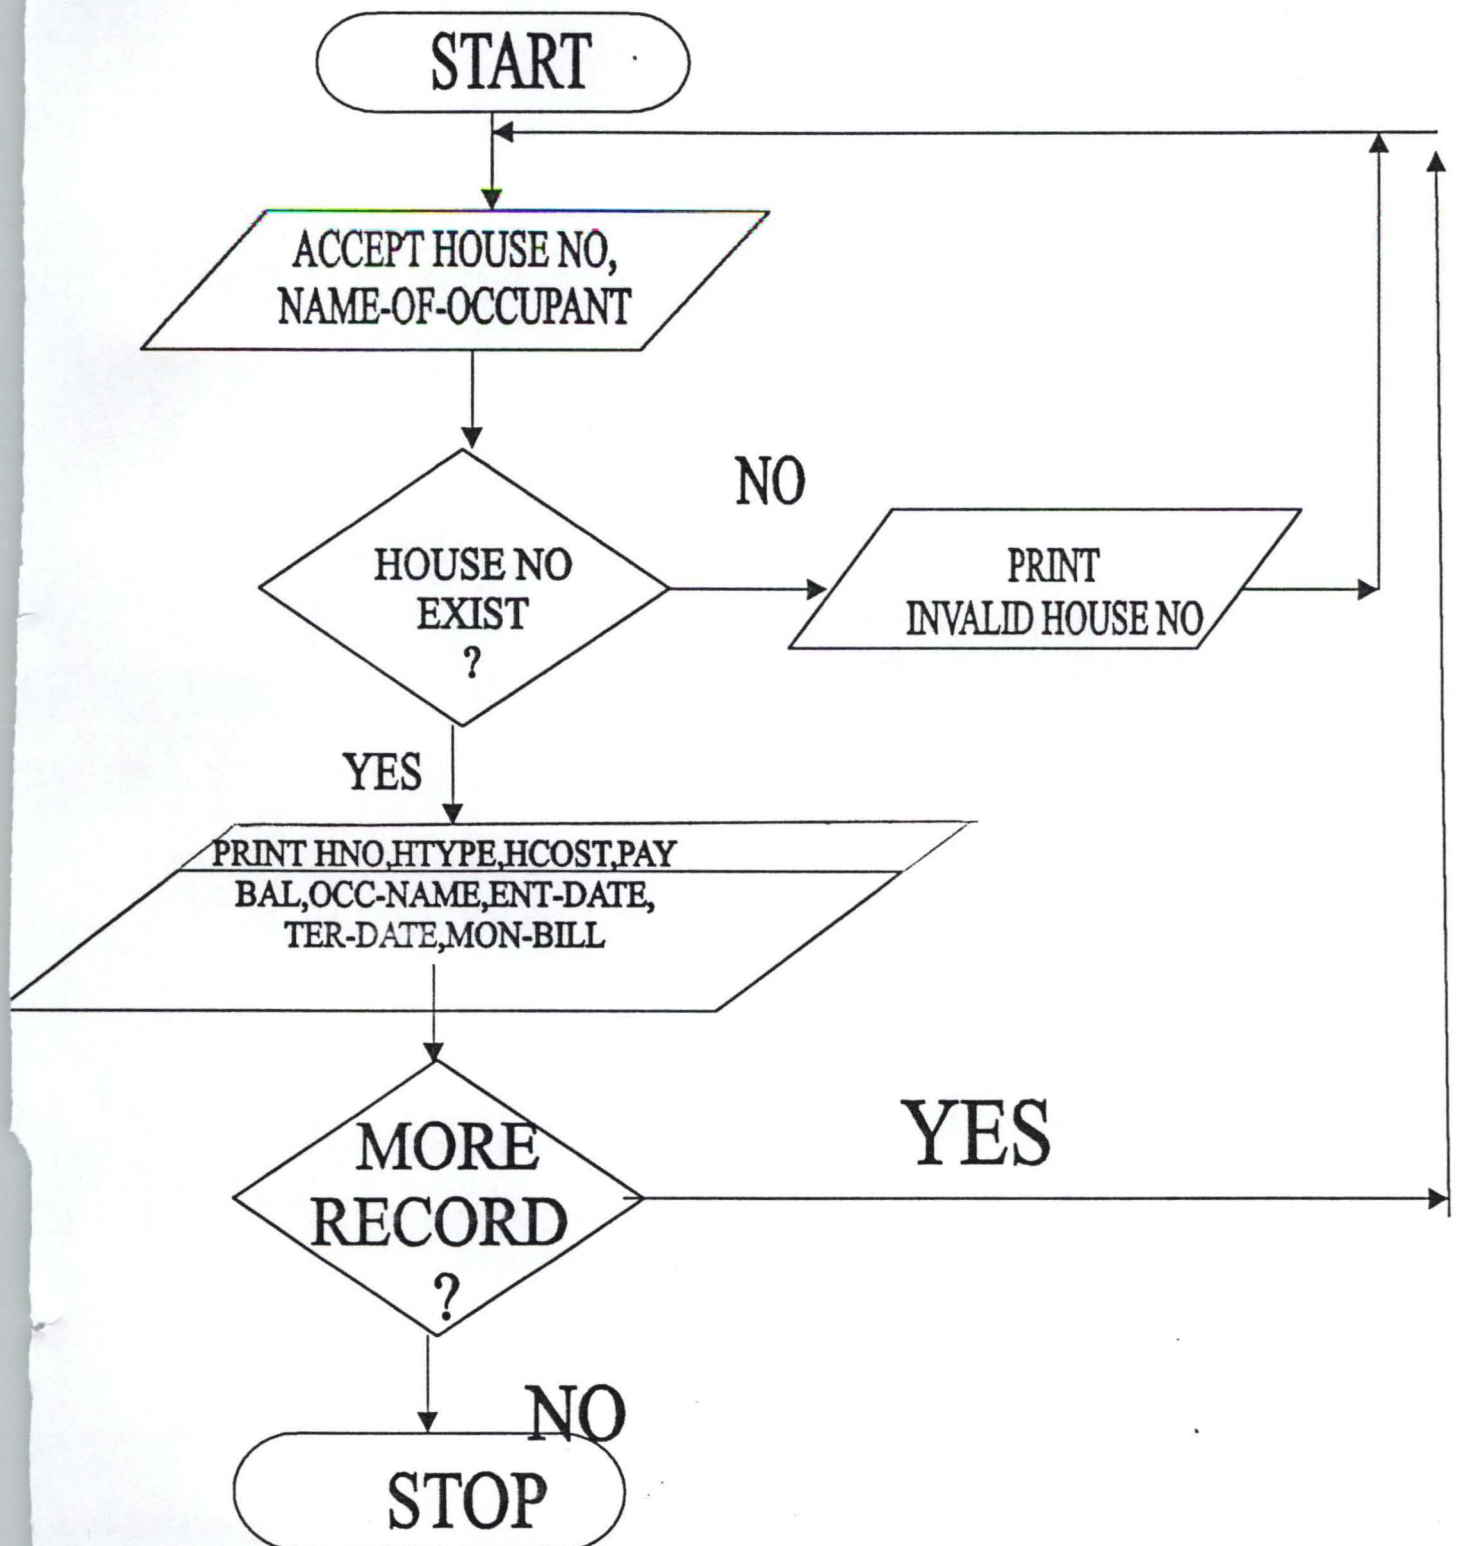 START
ACCEPT HOUSE NO,
NAME-OF-OCCUPANT
NO
HOUSE NO
EXIST
?
PRINT
INVALID HOUSE NO
YES
PRINT HNO,HTYPE,HCOST,PAY
BAL,OCC-NAME,ENT-DATE,
TER-DATE,MON-BILL
MORE
RECORD
?
YES
NO
STOP